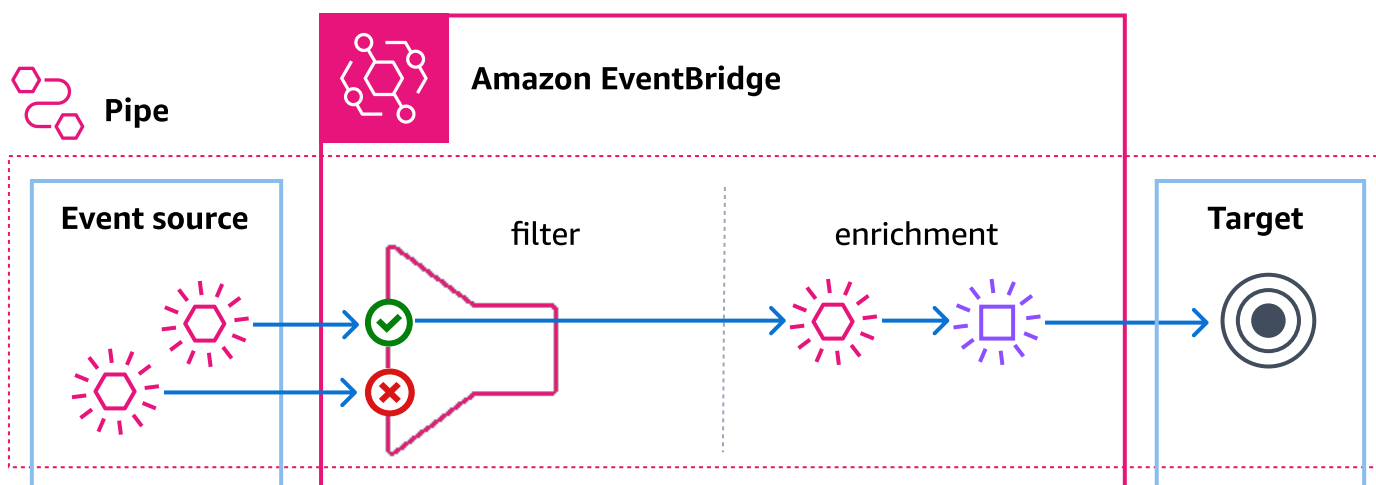 Amazon EventBridge
Pipe
Event source
filter
enrichment
Target